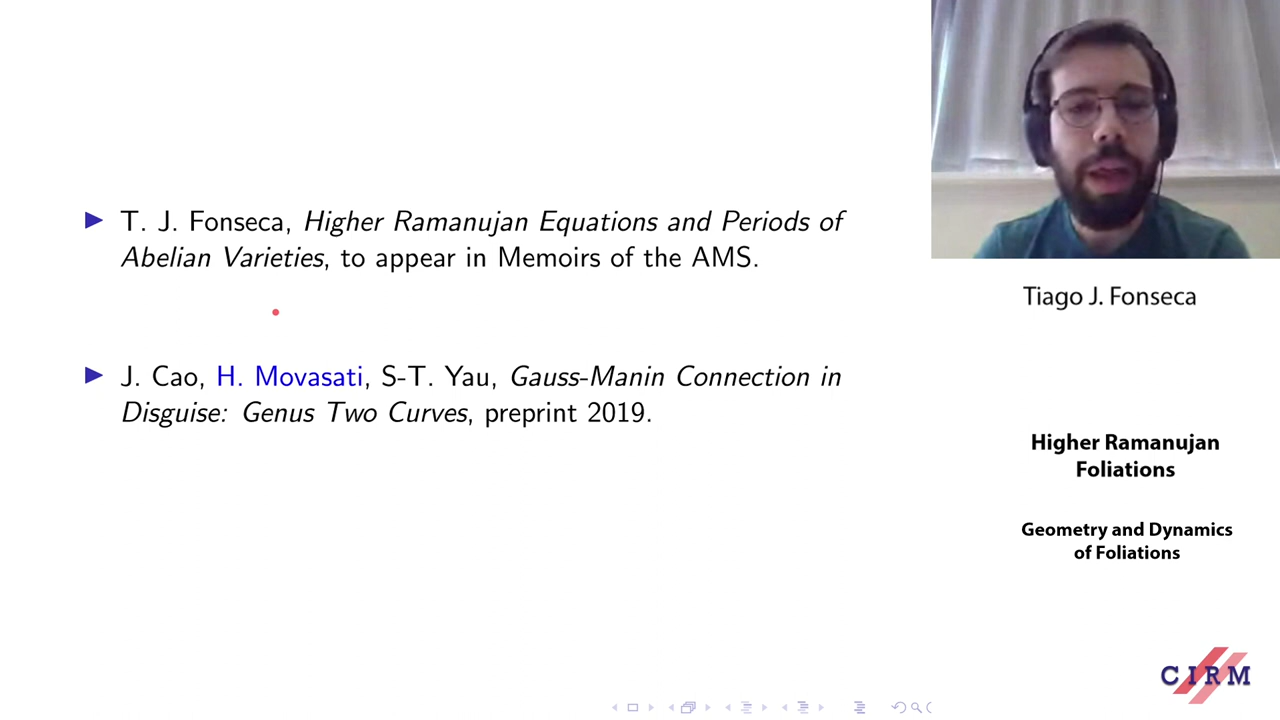 T. J. Fonseca, Higher Ramanujan Equations and Periods of
Abelian Varieties, to appear in Memoirs of the AMS.
J. Cao, H. Movasati, S-T. Yau, Gauss-Manin Connection in
Disguise: Genus Two Curves, preprint 2019.
Tiago J. Fonseca
Higher Ramanujan
Foliations
Geometry and Dynamics
of Foliations
CIRM